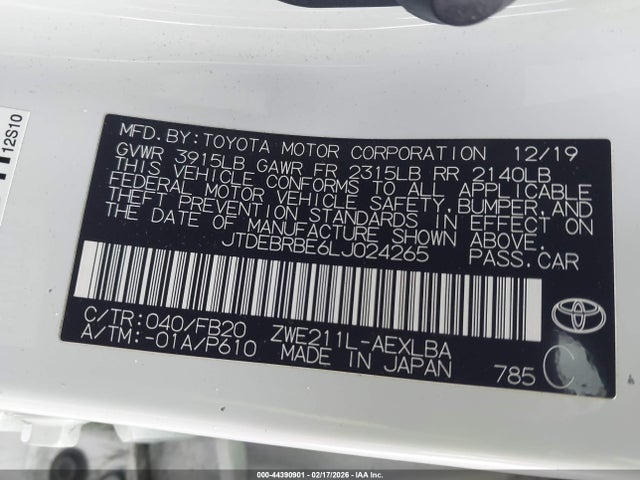 12S10
MFD.BY:TOYOTA MOTOR CORPORATION 12/19
GVWR 3915LB GAWR FR 2315LB RR 2140LB
THIS VEHICLE CONFORMS TO ALL APPLICABLE
FEDERAL MOTOR VEHICLE SAFETY,BUMPER,AND
THEFT PREVENTION STANDARDS IN EFFECT ON
THE DATE OF MANUFACTURE SHOWN ABOVE.
JTDEBRBE6LJ024265 PASS.CAR
C/TR:040/FB20 ZWE211L-AEXLBA
A/TM:-01A/P610 MADE IN JAPAN 785 C
TOYOTA
000-44390901 - 02/17/2026 - IAA Inc.